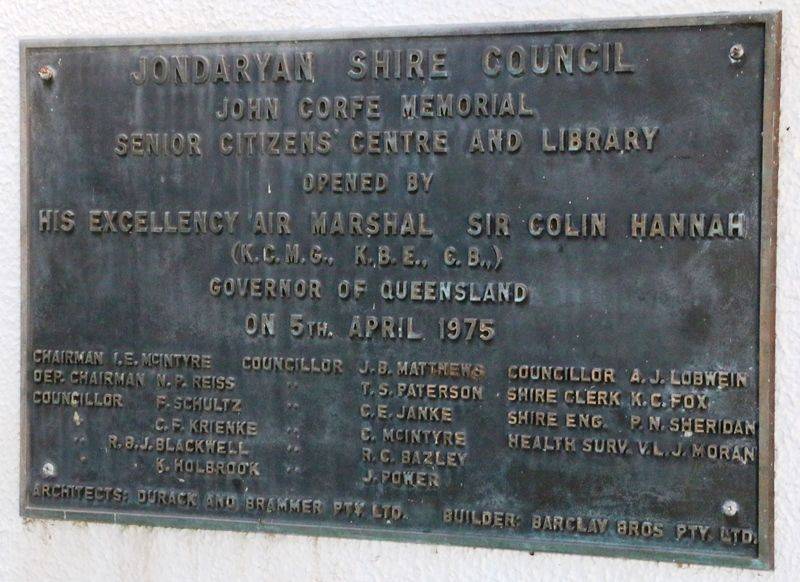 JONDARYAN SHIRE COUNCIL
JOHN CORFE MEMORIAL
SENIOR CITIZENS' CENTRE AND LIBRARY
OPENED BY
HIS EXCELLENCY AIR MARSHAL SIR COLIN HANNAH
(K.C.M.G., K.B.E., C.B.,)
GOVERNOR OF QUEENSLAND
ON 5TH. APRIL 1975
CHAIRMAN I.E. MCINTYRE COUNCILLOR J.B. MATTHEWS COUNCILLOR A.J. LOBWEIN
DEP. CHAIRMAN N.P. REISS " T.S. PATERSON SHIRE CLERK K.C. FOX
COUNCILLOR F. SCHULTZ " C.E. JANKE SHIRE ENG. P.N. SHERIDAN
" C.F. KRIENKE " C. MCINTYRE HEALTH SURV. V.L.J. MORAN
" R.B.J. BLACKWELL " R.C. BAZLEY
" K. HOLBROOK " J. POWER
ARCHITECTS: DURACK AND BRAMMER PTY. LTD. BUILDER: BARCLAY BROS PTY. LTD.